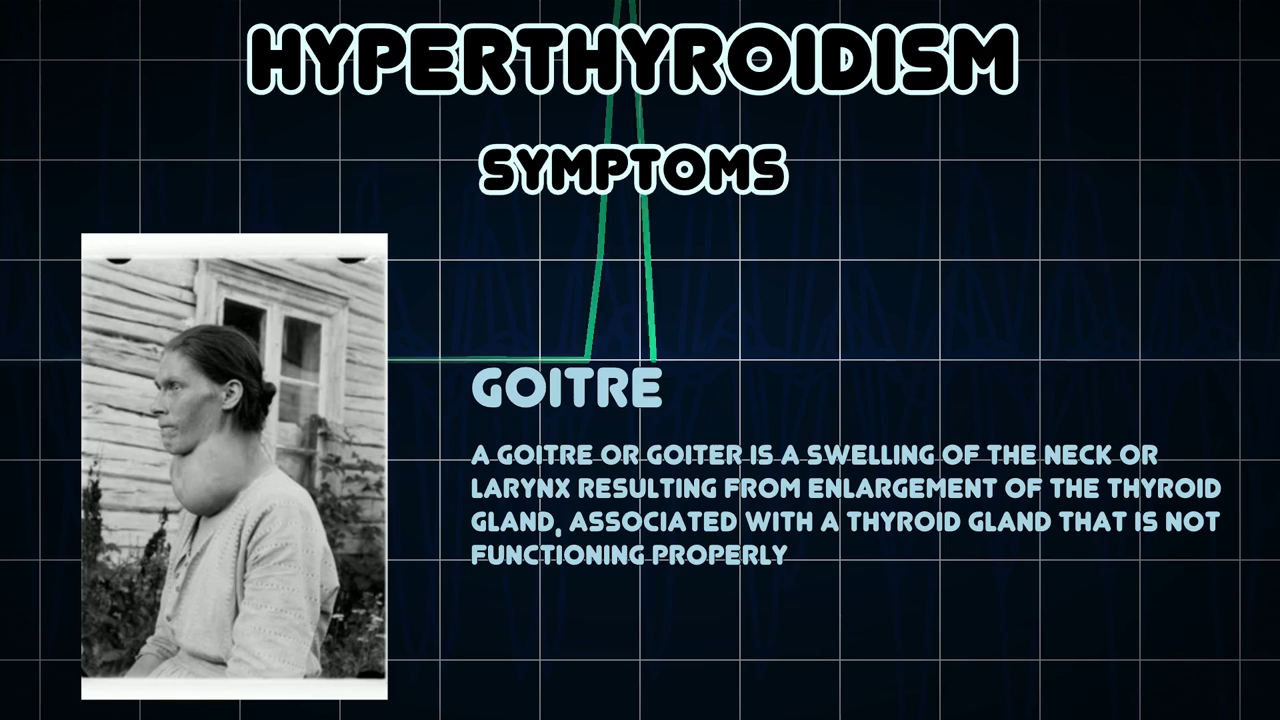 HYPERTHYROIDISM
SYMPTOMS
GOITRE
A GOITRE OR GOITER IS A SWELLING OF THE NECK OR
LARYNX RESULTING FROM ENLARGEMENT OF THE THYROID
GLAND, ASSOCIATED WITH A THYROID GLAND THAT IS NOT
FUNCTIONING PROPERLY